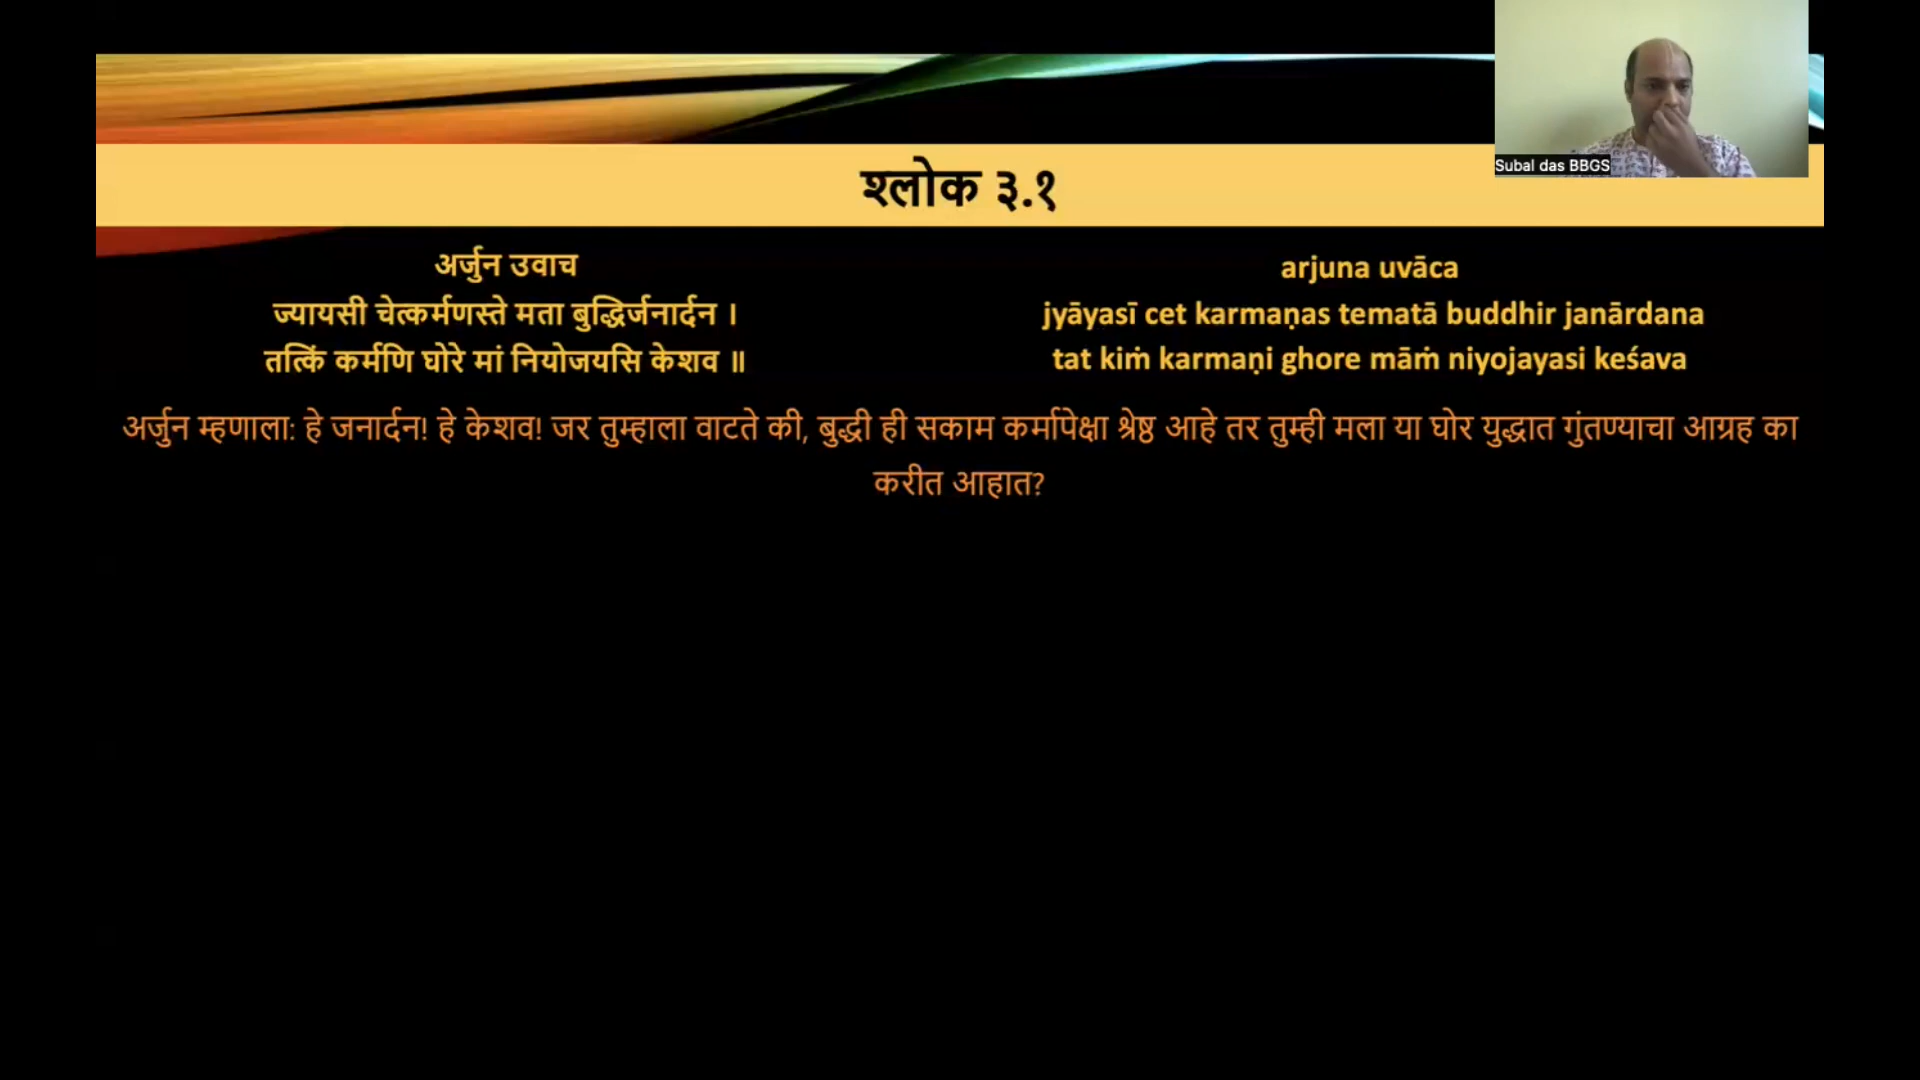 Subal das BBGS
श्लोक ३.१
अर्जुन उवाच
ज्यायसी चेत्कर्मणस्ते मता बुद्धिर्जनार्दन ।
तत्किं कर्मणि घोरे मां नियोजयसि केशव ॥
arjuna uvāca
jyāyasī cet karmaṇas tematā buddhir janārdana
tat kiṁ karmaṇi ghore māṁ niyojayasi keśava
अर्जुन म्हणाला: हे जनार्दन! हे केशव! जर तुम्हाला वाटते की, बुद्धी ही सकाम कर्मापेक्षा श्रेष्ठ आहे तर तुम्ही मला या घोर युद्धात गुंतण्याचा आग्रह का
करीत आहात?